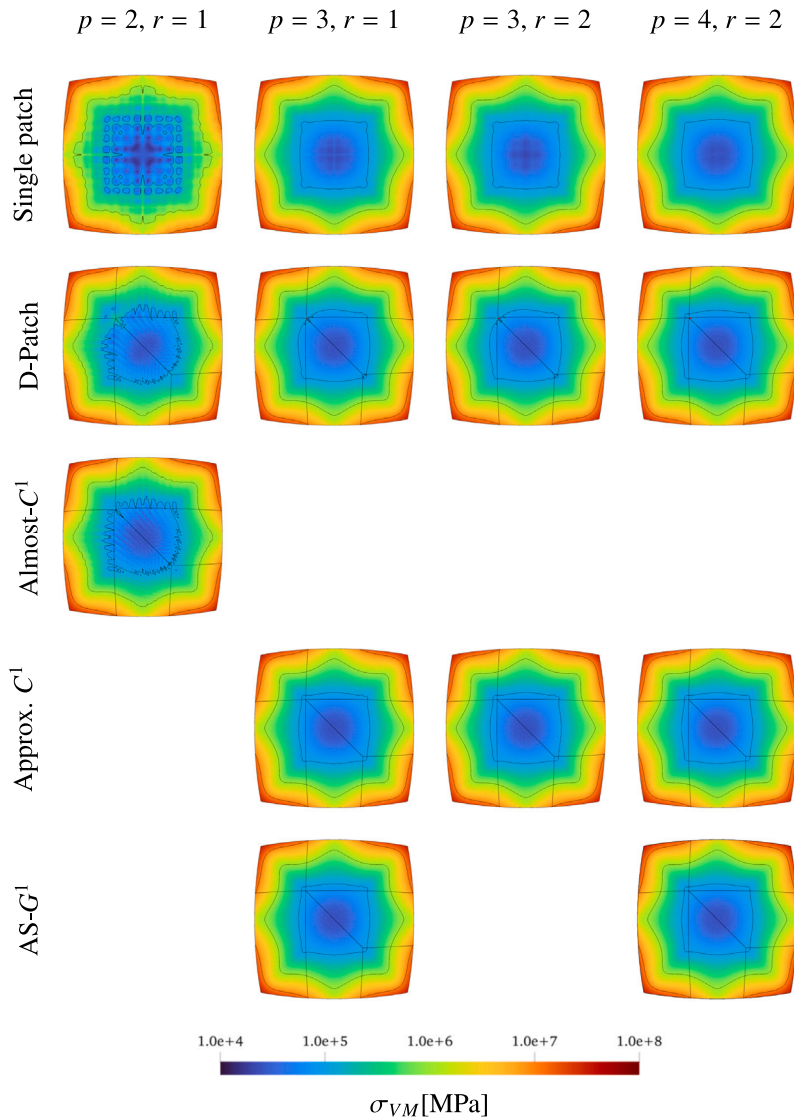 p = 2, r = 1 p = 3, r = 1 p = 3, r = 2 p = 4, r = 2
Single patch
D-Patch
Almost-C¹
Approx. C¹
AS-G¹
1.0e+4 1.0e+5 1.0e+6 1.0e+7 1.0e+8
σ_VM[MPa]